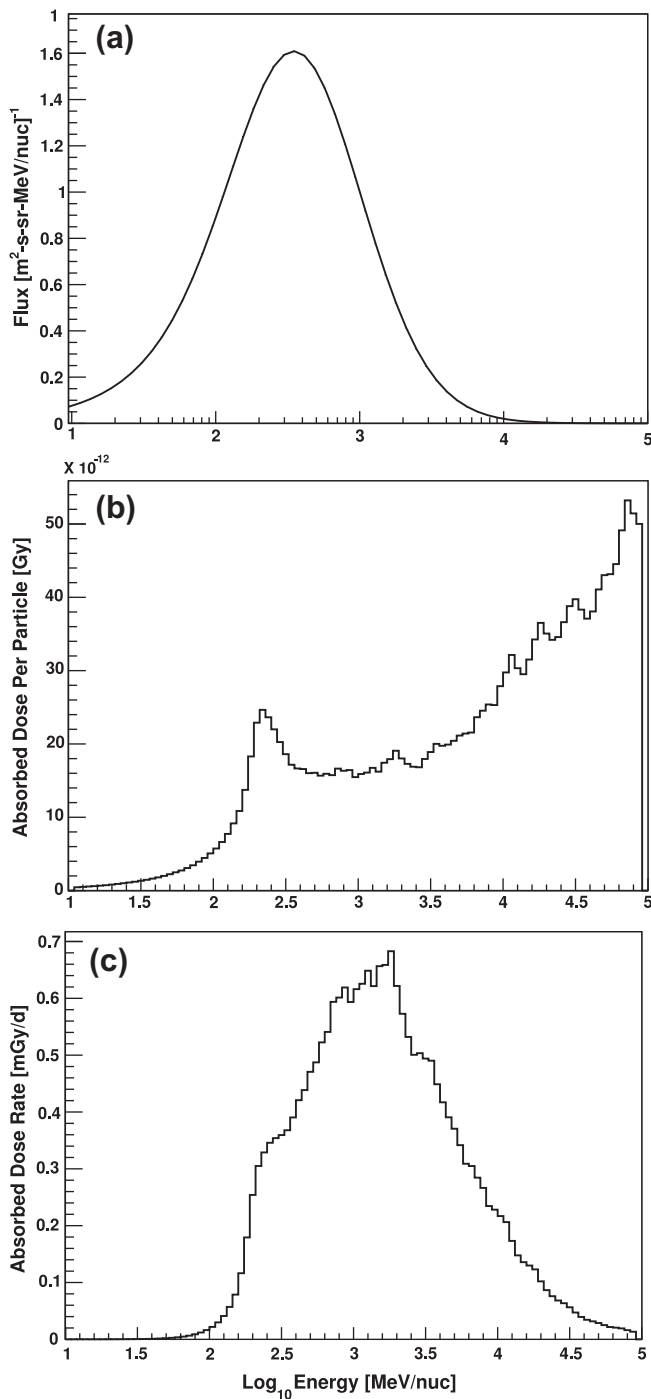 1
(a)
1.6
1.4
1.2
1
0.8
0.6
0.4
0.2
0
Flux [m²-s-sr-MeV/nuc]⁻¹
1 2 3 4 5
X 10⁻¹²
(b)
50
40
30
20
10
0
Absorbed Dose Per Particle [Gy]
1 1.5 2 2.5 3 3.5 4 4.5 5
(c)
0.7
0.6
0.5
0.4
0.3
0.2
0.1
0
Absorbed Dose Rate [mGy/d]
1 1.5 2 2.5 3 3.5 4 4.5 5
Log₁₀ Energy [MeV/nuc]